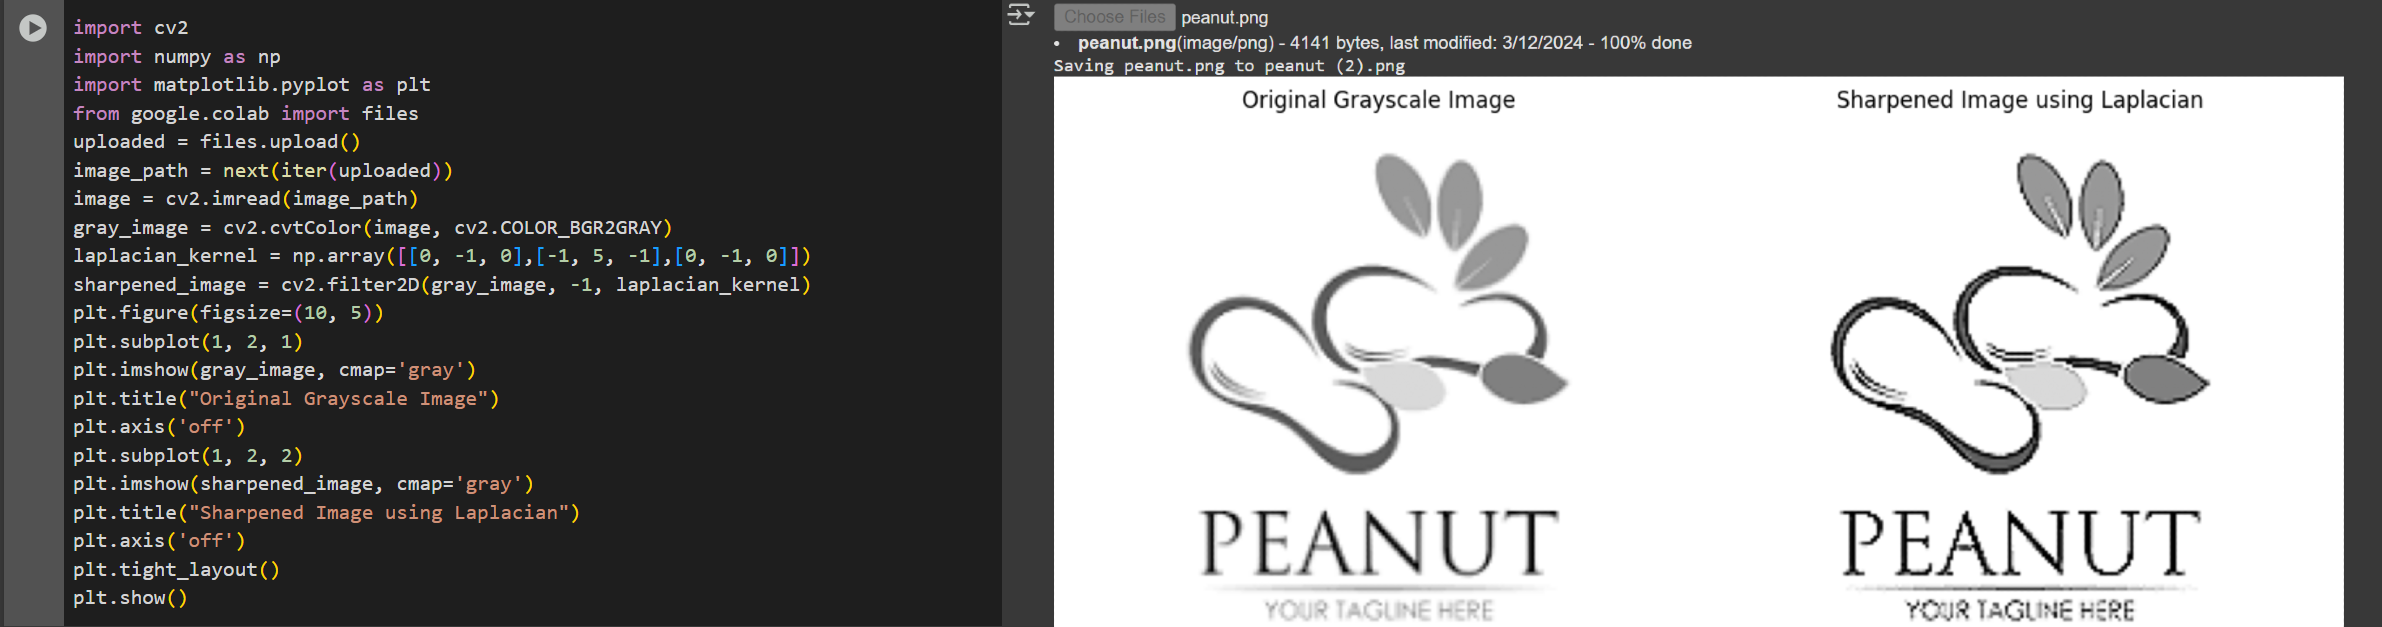 import cv2
import numpy as np
import matplotlib.pyplot as plt
from google.colab import files
uploaded = files.upload()
image_path = next(iter(uploaded))
image = cv2.imread(image_path)
gray_image = cv2.cvtColor(image, cv2.COLOR_BGR2GRAY)
laplacian_kernel = np.array([[0, -1, 0],[-1, 5, -1],[0, -1, 0]])
sharpened_image = cv2.filter2D(gray_image, -1, laplacian_kernel)
plt.figure(figsize=(10, 5))
plt.subplot(1, 2, 1)
plt.imshow(gray_image, cmap='gray')
plt.title("Original Grayscale Image")
plt.axis('off')
plt.subplot(1, 2, 2)
plt.imshow(sharpened_image, cmap='gray')
plt.title("Sharpened Image using Laplacian")
plt.axis('off')
plt.tight_layout()
plt.show()
Choose Files peanut.png
• peanut.png(image/png) - 4141 bytes, last modified: 3/12/2024 - 100% done
Saving peanut.png to peanut (2).png
Original Grayscale Image
PEANUT
YOUR TAGLINE HERE
Sharpened Image using Laplacian
PEANUT
YOUR TAGLINE HERE